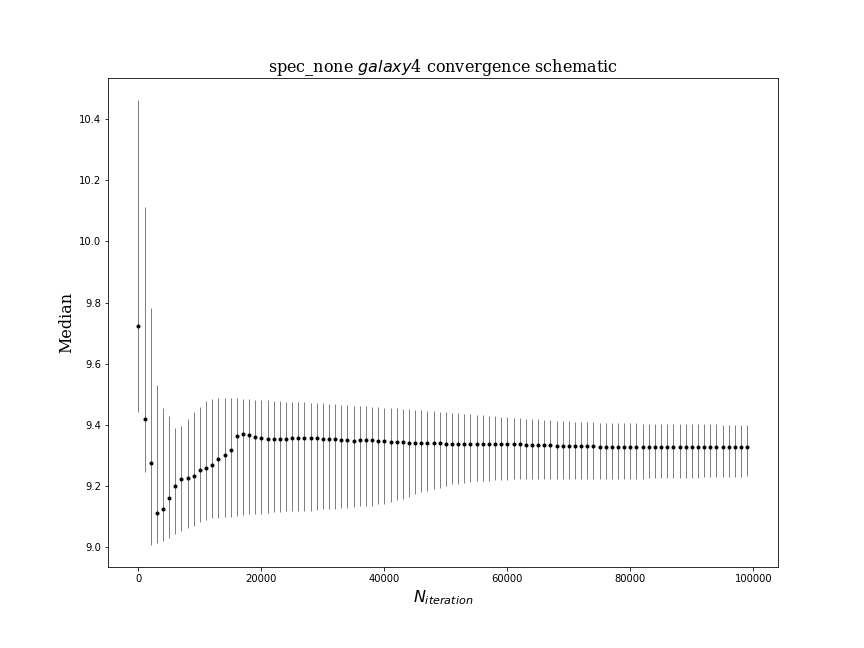 spec_none galaxy4 convergence schematic
Median
10.4
10.2
10.0
9.8
9.6
9.4
9.2
9.0
0 20000 40000 60000 80000 100000
N_iteration